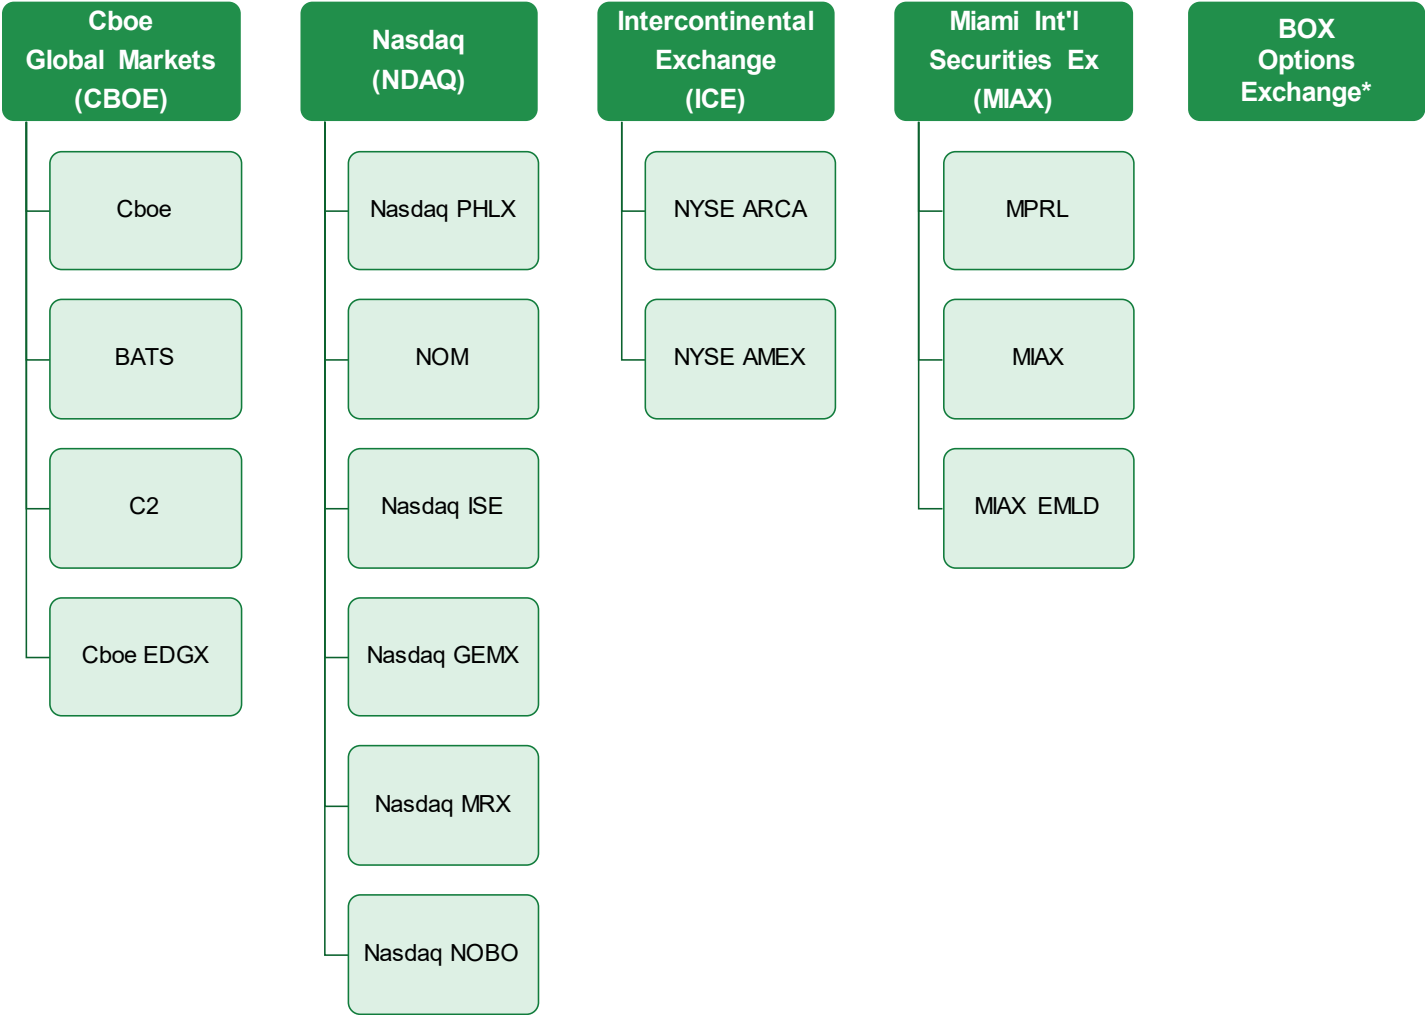 Cboe
Global Markets
(CBOE)
Cboe
BATS
C2
Cboe EDGX
Nasdaq
(NDAQ)
Nasdaq PHLX
NOM
Nasdaq ISE
Nasdaq GEMX
Nasdaq MRX
Nasdaq NOBO
Intercontinental
Exchange
(ICE)
NYSE ARCA
NYSE AMEX
Miami Int'l
Securities Ex
(MIAX)
MPRL
MIAX
MIAX EMLD
BOX
Options
Exchange*